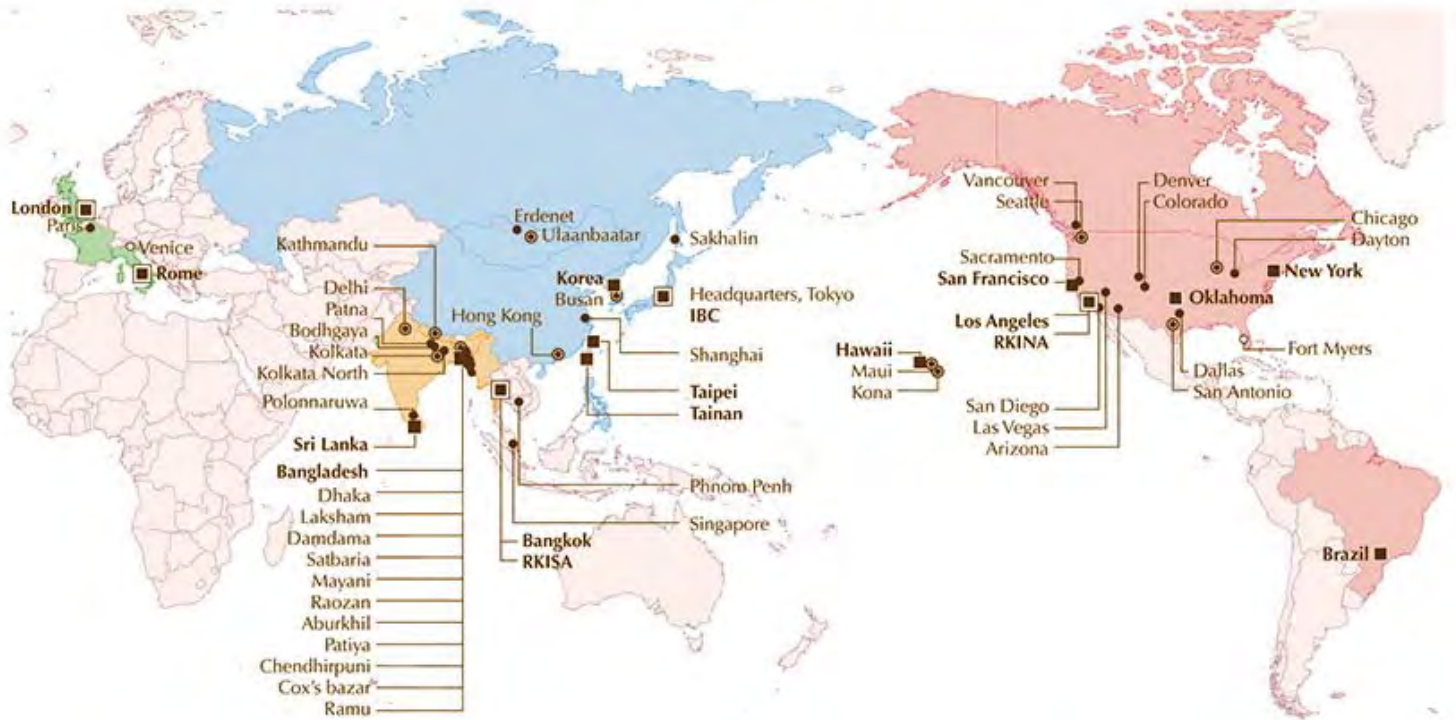 London
Paris
Venice
Rome
Kathmandu
Delhi
Patna
Bodhgaya
Kolkata
Kolkata North
Polonnaruwa
Sri Lanka
Bangladesh
Dhaka
Laksham
Damdama
Satbaria
Mayani
Raozan
Aburkhil
Patiya
Chendhirpuni
Cox's bazar
Ramu
Erdenet
Ulaanbaatar
Sakhalin
Korea
Busan
Headquarters, Tokyo
IBC
Hong Kong
Shanghai
Taipei
Tainan
Phnom Penh
Singapore
Bangkok
RKISA
Vancouver
Seattle
Denver
Colorado
Chicago
Dayton
Sacramento
San Francisco
New York
Oklahoma
Los Angeles
RKINA
Hawaii
Maui
Kona
Fort Myers
Dallas
San Antonio
San Diego
Las Vegas
Arizona
Brazil